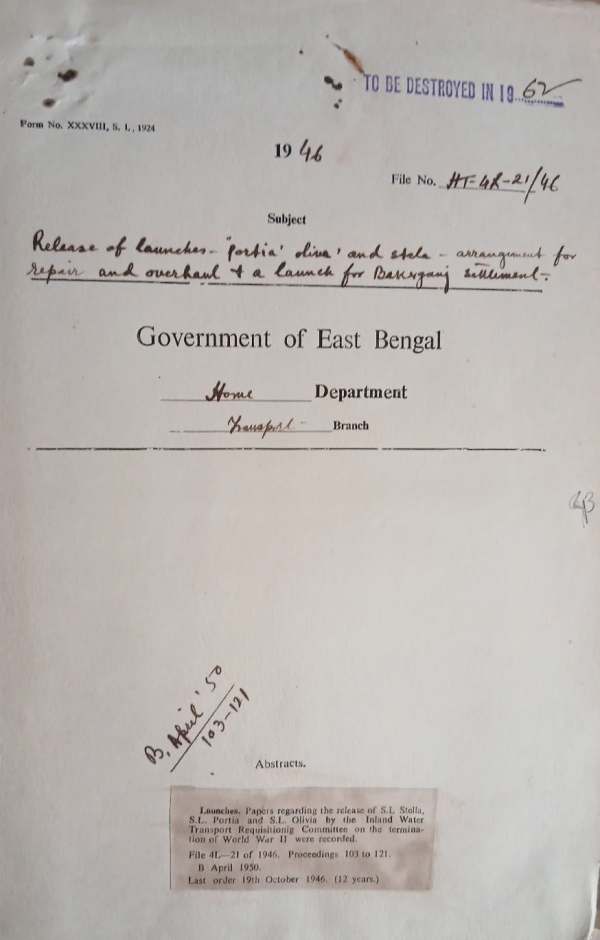 TO BE DESTROYED IN 19 62
Form No. XXXVIII, S. I., 1924
1946
File No. HT-4L-21/46
Subject
Release of launches - "Portia' oliva' and stela - arrangement for
repair and overhaul & a launch for Bakerganj settlement.
Government of East Bengal
Home Department
Transport Branch
B, April '50
103-121
Abstracts.
Launches. Papers regarding the release of S.L. Stella,
S.L. Portia and S.L. Olivia by the Inland Water
Transport Requisitionig Committee on the termina-
tion of World War II were recorded.
File 4L—21 of 1946. Proceedings 103 to 121.
B April 1950.
Last order 19th October 1946. (12 years.)